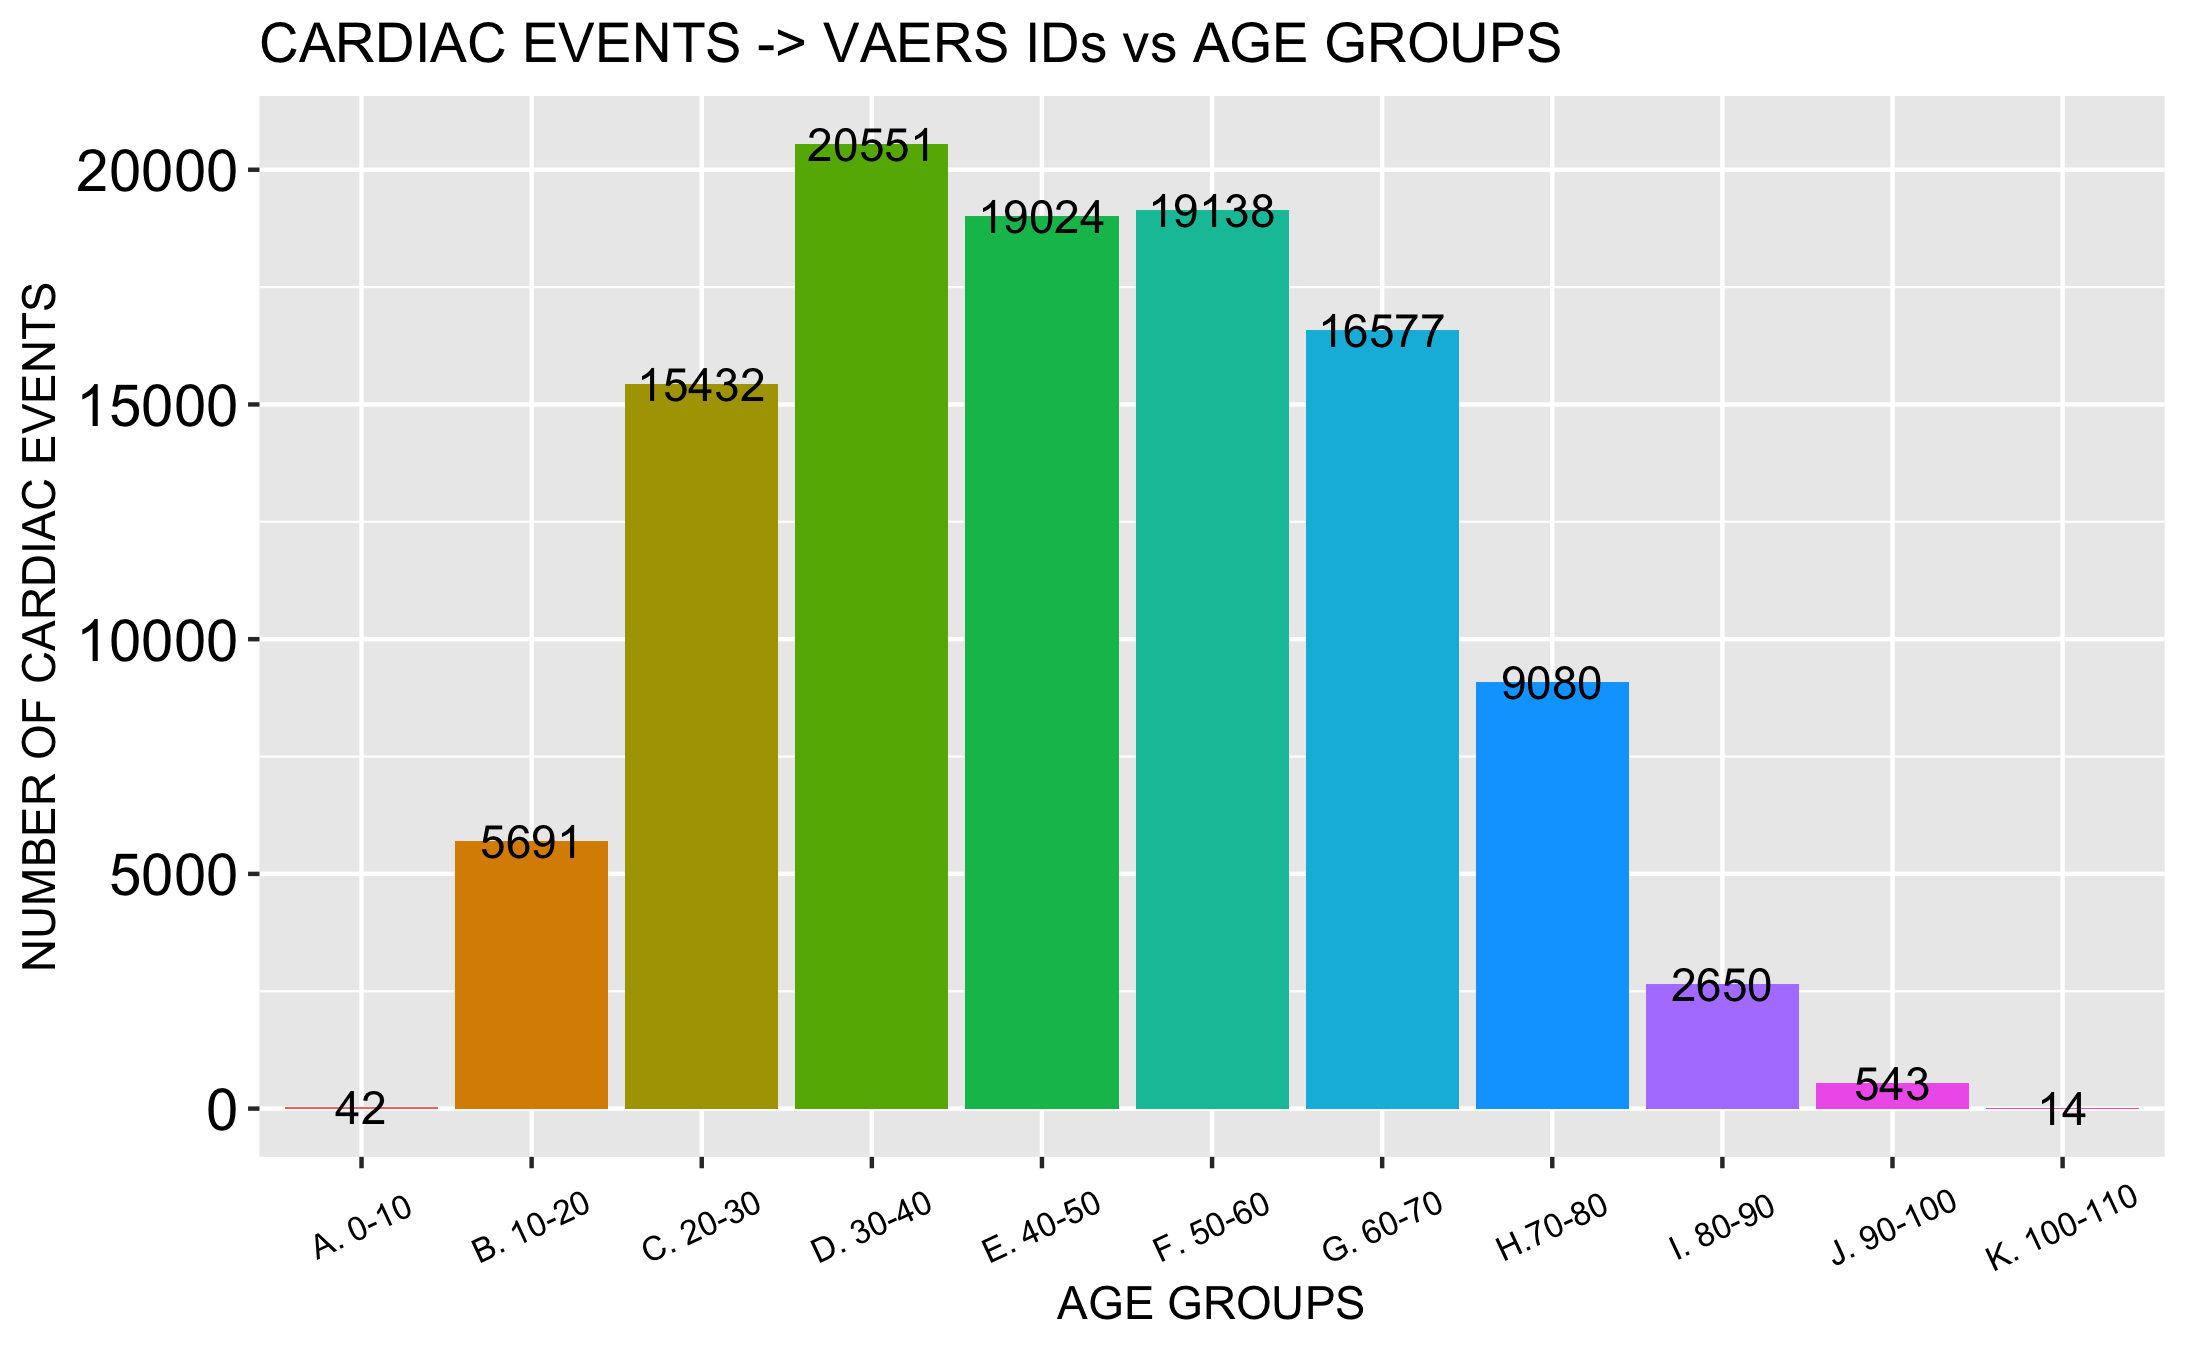 CARDIAC EVENTS -> VAERS IDs vs AGE GROUPS
NUMBER OF CARDIAC EVENTS
20000
15000
10000
5000
0
42
5691
15432
20551
19024
19138
16577
9080
2650
543
14
A. 0-10
B. 10-20
C. 20-30
D. 30-40
E. 40-50
F. 50-60
G. 60-70
H.70-80
I. 80-90
J. 90-100
K. 100-110
AGE GROUPS